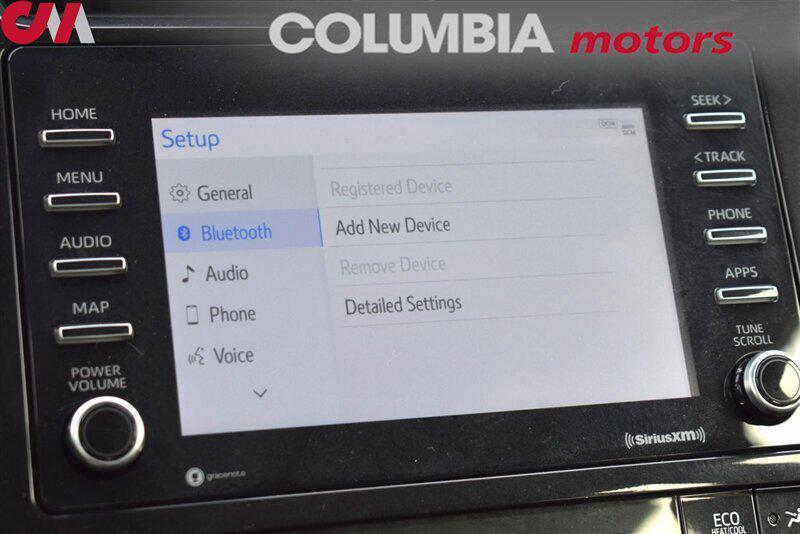 CM
COLUMBIA motors
HOME
MENU
AUDIO
MAP
POWER
VOLUME
Setup
DCM
DCM
General
Bluetooth
Audio
Phone
Voice
Registered Device
Add New Device
Remove Device
Detailed Settings
SEEK >
< TRACK
PHONE
APPS
TUNE
SCROLL
gracenote
((SiriusXM))
ECO
HEAT/COOL